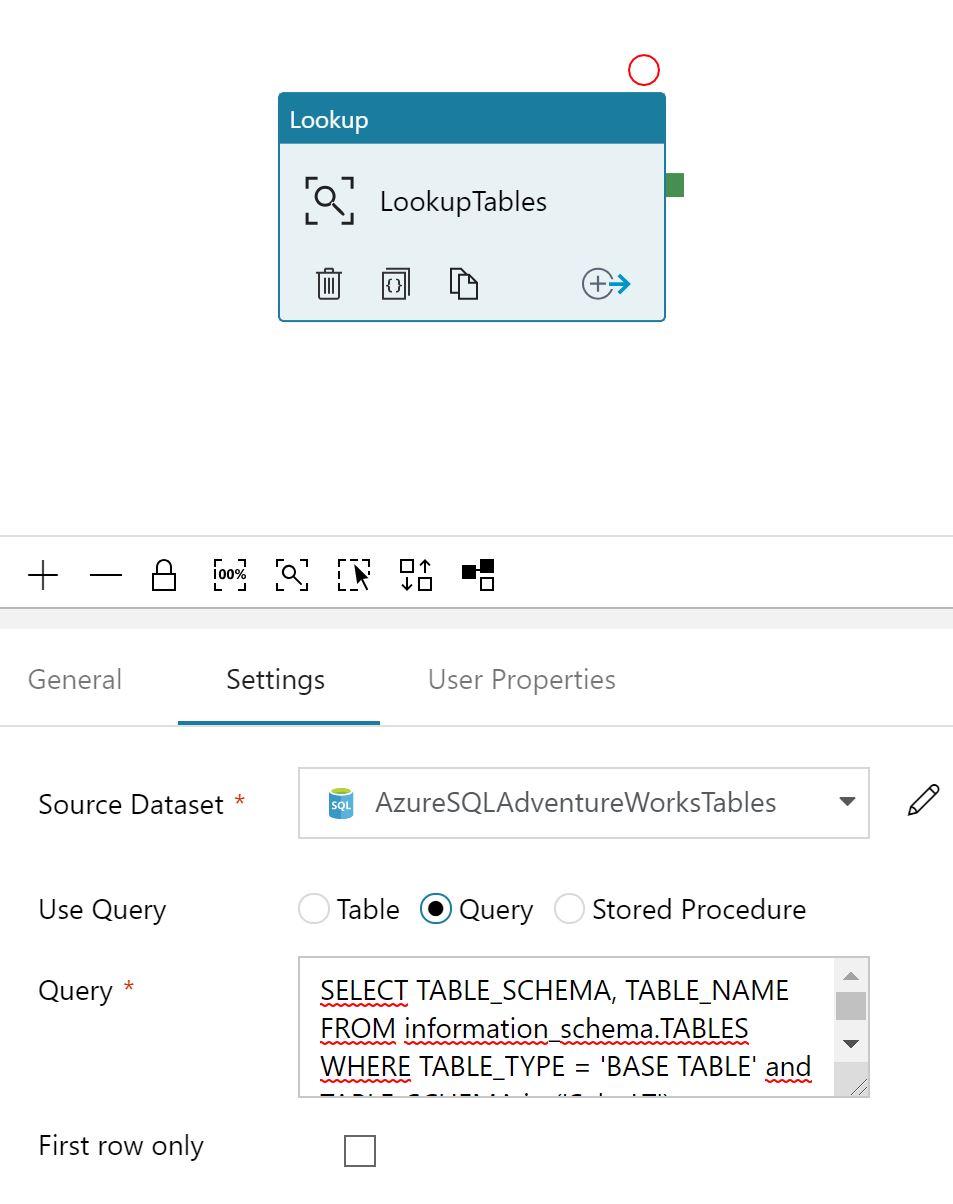 Lookup
LookupTables
100%
General Settings User Properties
Source Dataset * SQL AzureSQLAdventureWorksTables
Use Query Table Query Stored Procedure
Query * SELECT TABLE_SCHEMA, TABLE_NAME
FROM information_schema.TABLES
WHERE TABLE_TYPE = 'BASE TABLE' and
First row only